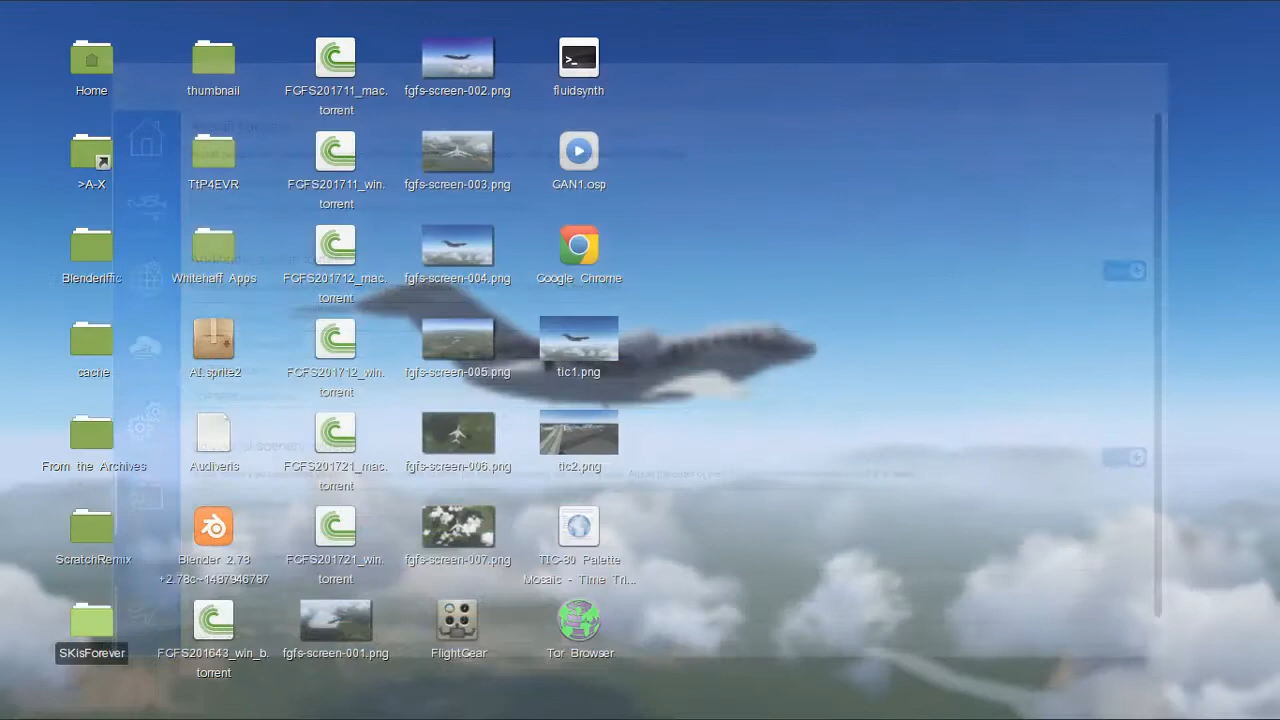 Home
thumbnail
FGFS201711_mac.
torrent
fgfs-screen-002.png
fluidsynth
>A-X
TtP4EVR
FGFS201711_win.
torrent
fgfs-screen-003.png
GAN1.osp
Blenderific
Whitehaff Apps
FGFS201712_mac.
torrent
fgfs-screen-004.png
Google Chrome
cache
AI.sprite2
FGFS201712_win.
torrent
fgfs-screen-005.png
tic1.png
From the Archives
Audiveris
FGFS201721_mac.
torrent
fgfs-screen-006.png
tic2.png
ScratchRemix
Blender 2.78
+2.78c~1487946787
FGFS201721_win.
torrent
fgfs-screen-007.png
TIC-80 Palette
Mosaic - Time Tri...
SKisForever
FGFS201643_win_b.
torrent
fgfs-screen-001.png
FlightGear
Tor Browser